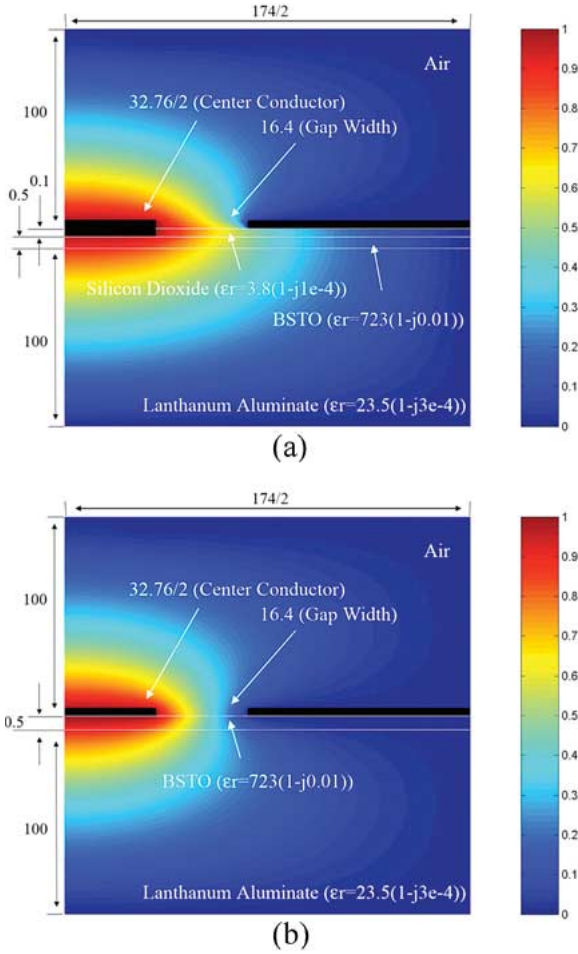 174/2
Air
1
32.76/2 (Center Conductor)
0.9
16.4 (Gap Width)
0.8
100
0.7
0.1
0.6
0.5
0.5
Silicon Dioxide (εr=3.8(1-j1e-4))
0.4
BSTO (εr=723(1-j0.01))
0.3
100
0.2
Lanthanum Aluminate (εr=23.5(1-j3e-4))
0.1
0
(a)
174/2
Air
1
0.9
32.76/2 (Center Conductor)
0.8
100
16.4 (Gap Width)
0.7
0.6
0.5
0.5
BSTO (εr=723(1-j0.01))
0.4
0.3
100
0.2
Lanthanum Aluminate (εr=23.5(1-j3e-4))
0.1
0
(b)